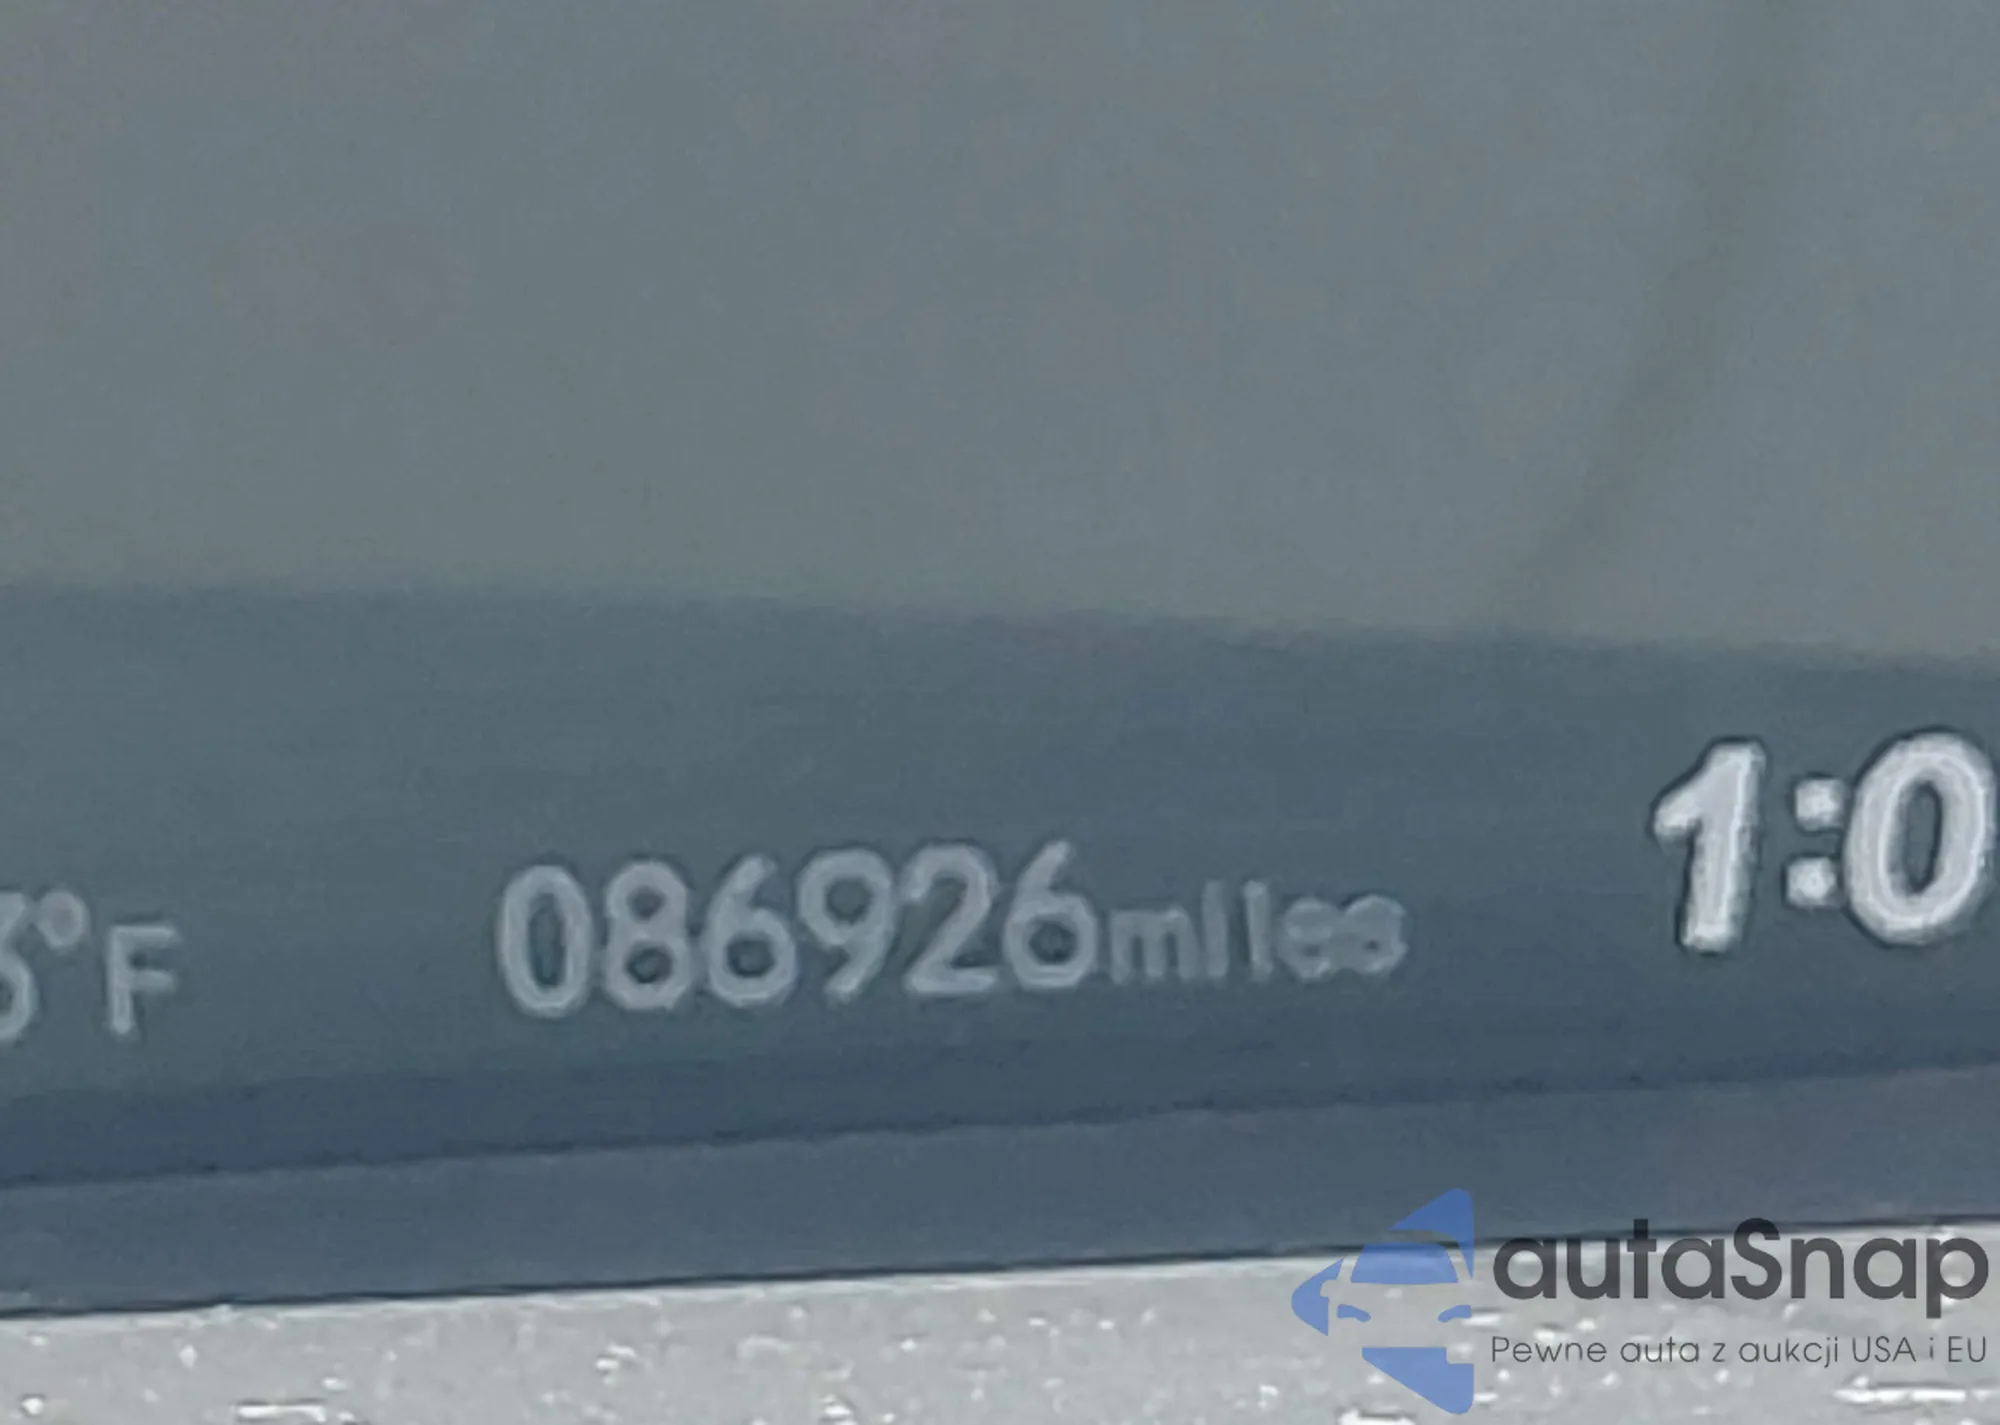 °F 086926miles 1:0
autaSnap
Pewne auta z aukcji USA i EU